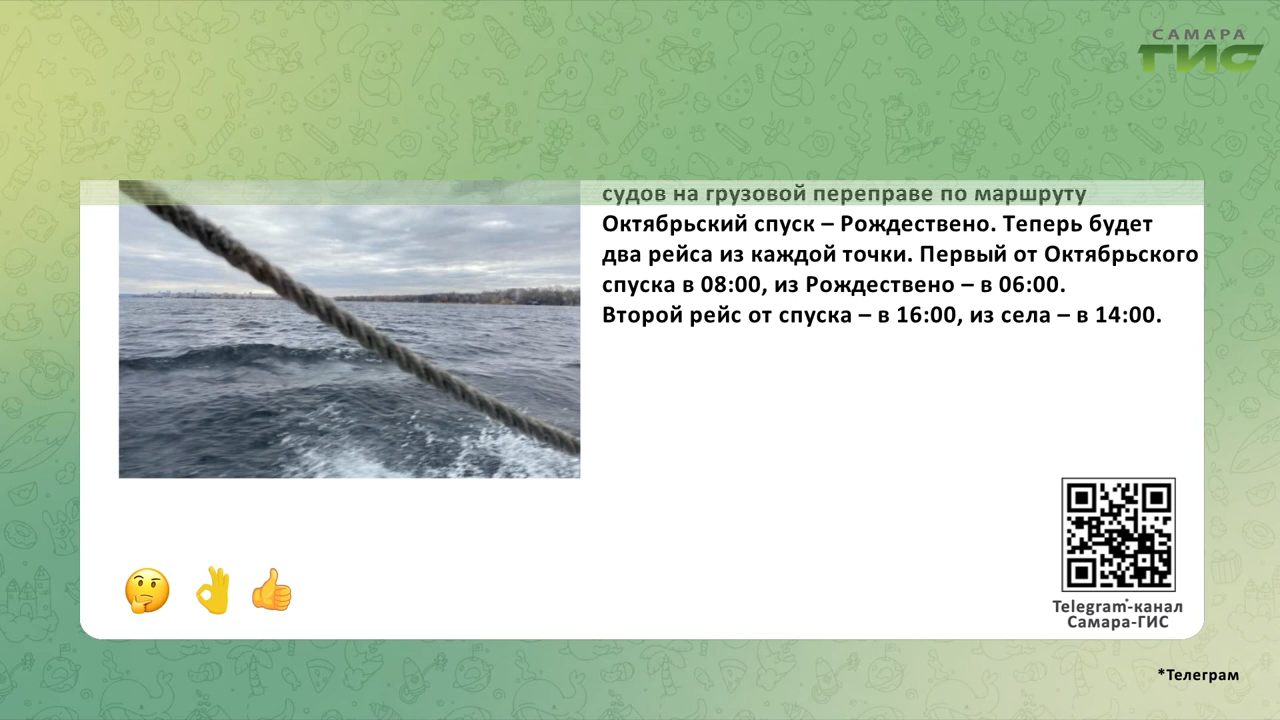 САМАРА
ГИС
судов на грузовой переправе по маршруту
Октябрьский спуск – Рождествено. Теперь будет
два рейса из каждой точки. Первый от Октябрьского
спуска в 08:00, из Рождествено – в 06:00.
Второй рейс от спуска – в 16:00, из села – в 14:00.
Telegram-канал
Самара-ГИС
*Телеграм